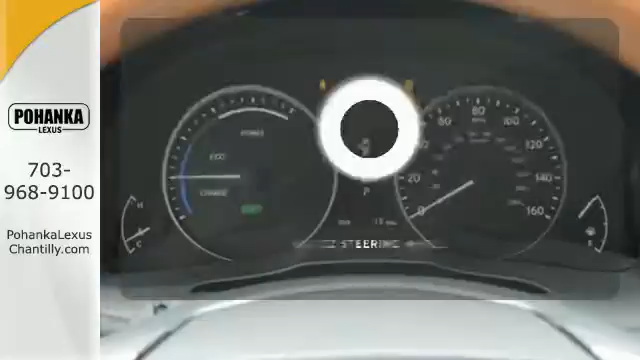 POHANKA
LEXUS
703-
968-9100
PohankaLexus
Chantilly.com
POWER
ECO
CHARGE
H
C
P
0
20
60
80
100
120
140
160
STEERING